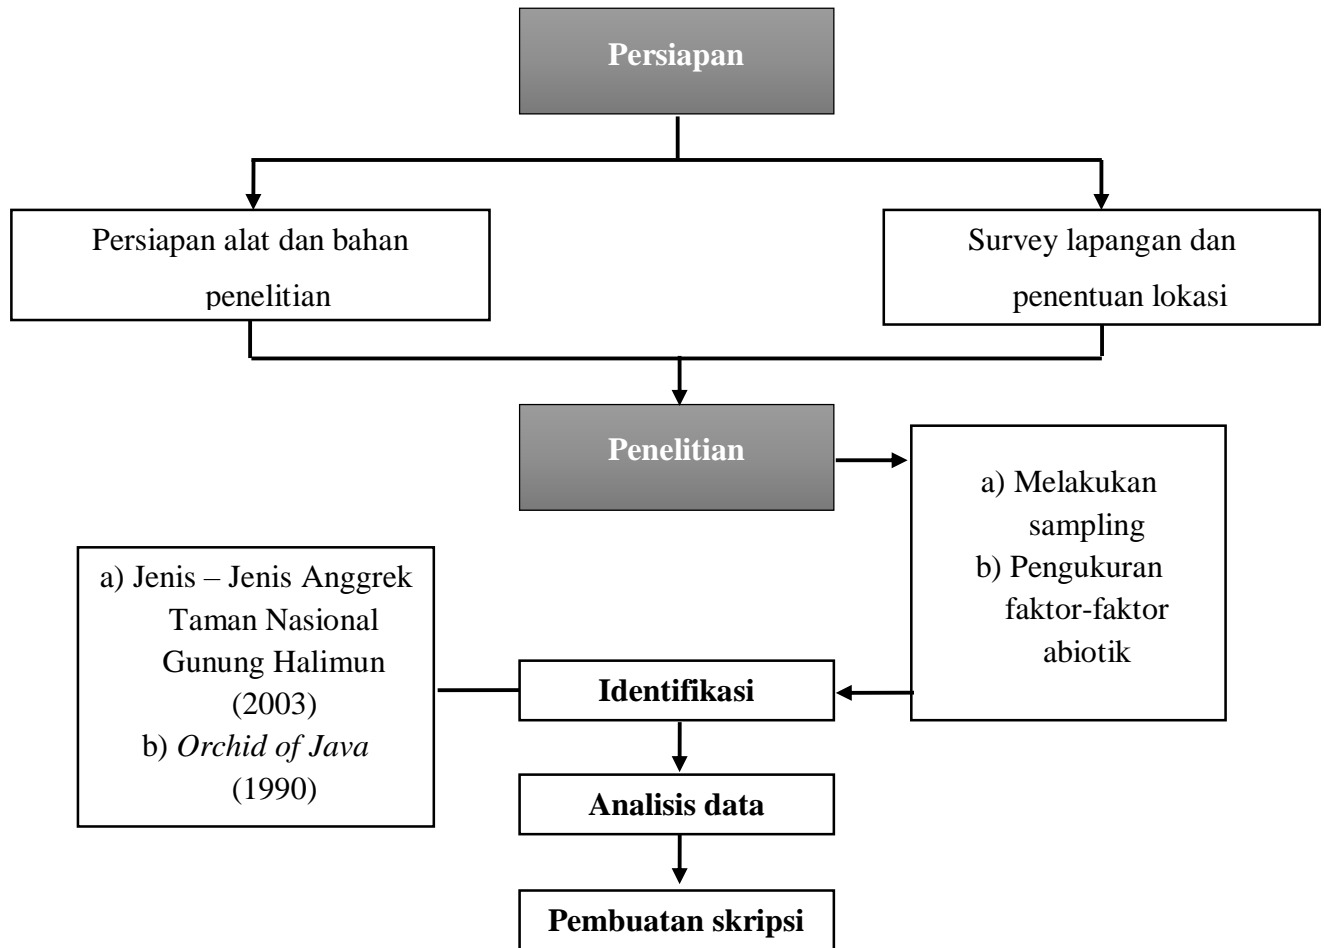 Persiapan
Persiapan alat dan bahan
penelitian
Survey lapangan dan
penentuan lokasi
Penelitian
a) Melakukan
sampling
b) Pengukuran
faktor-faktor
abiotik
a) Jenis – Jenis Anggrek
Taman Nasional
Gunung Halimun
(2003)
b) Orchid of Java
(1990)
Identifikasi
Analisis data
Pembuatan skripsi